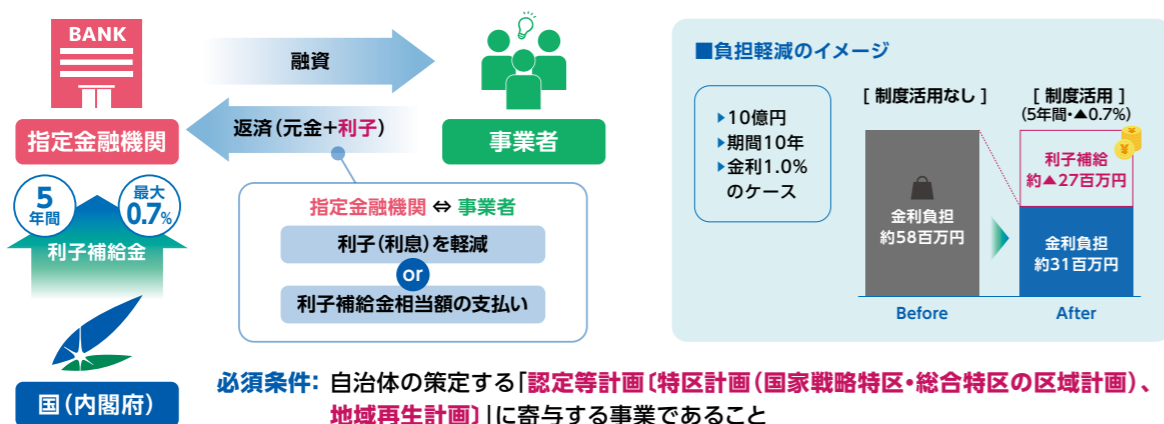 BANK
指定金融機関
融資
返済(元金+利子)
事業者
5
年間
最大
0.7%
利子補給金
国(内閣府)
指定金融機関 ⇔ 事業者
利子(利息)を軽減
or
利子補給金相当額の支払い
■負担軽減のイメージ
▶10億円
▶期間10年
▶金利1.0%
のケース
[ 制度活用なし ]
金利負担
約58百万円
Before
[ 制度活用 ]
(5年間・▲0.7%)
¥
¥
利子補給
約▲27百万円
金利負担
約31百万円
After
必須条件: 自治体の策定する「認定等計画〔特区計画(国家戦略特区・総合特区の区域計画)、
地域再生計画〕」に寄与する事業であること